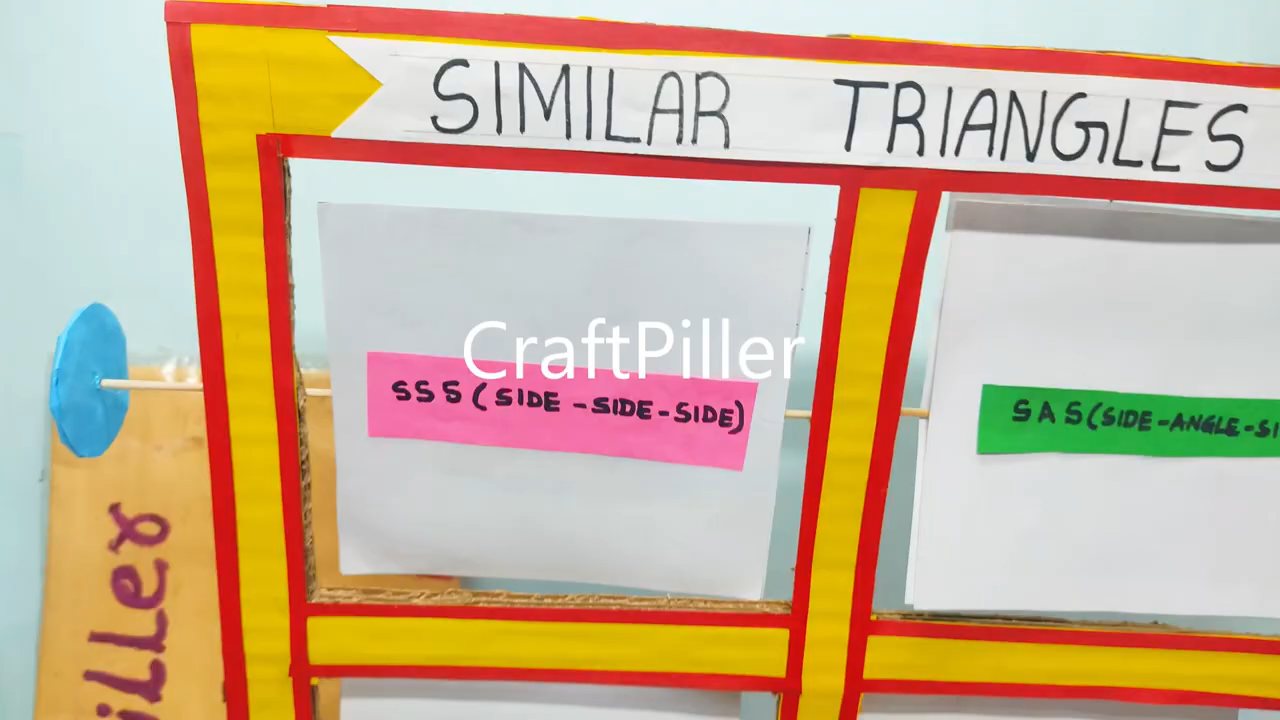 SIMILAR TRIANGLES
CraftPiller
SSS (SIDE - SIDE - SIDE)
SAS (SIDE - ANGLE - SI
iller